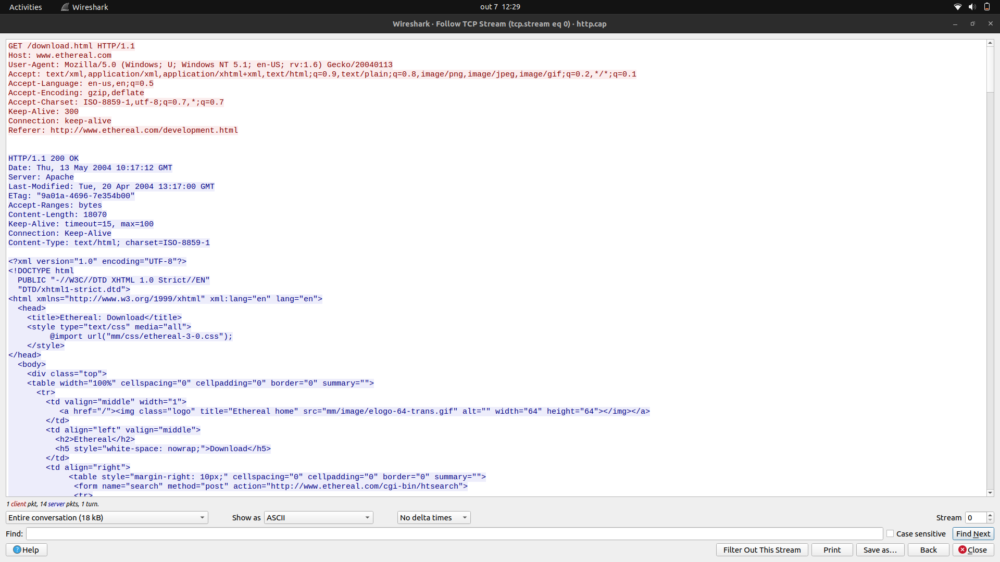 Activities Wireshark out 7 12:29
Wireshark · Follow TCP Stream (tcp.stream eq 0) · http.cap
GET /download.html HTTP/1.1
Host: www.ethereal.com
User-Agent: Mozilla/5.0 (Windows; U; Windows NT 5.1; en-US; rv:1.6) Gecko/20040113
Accept: text/xml,application/xml,application/xhtml+xml,text/html;q=0.9,text/plain;q=0.8,image/png,image/jpeg,image/gif;q=0.2,*/*;q=0.1
Accept-Language: en-us,en;q=0.5
Accept-Encoding: gzip,deflate
Accept-Charset: ISO-8859-1,utf-8;q=0.7,*;q=0.7
Keep-Alive: 300
Connection: keep-alive
Referer: http://www.ethereal.com/development.html
HTTP/1.1 200 OK
Date: Thu, 13 May 2004 10:17:12 GMT
Server: Apache
Last-Modified: Tue, 20 Apr 2004 13:17:00 GMT
ETag: "9a01a-4696-7e354b00"
Accept-Ranges: bytes
Content-Length: 18070
Keep-Alive: timeout=15, max=100
Connection: Keep-Alive
Content-Type: text/html; charset=ISO-8859-1
<?xml version="1.0" encoding="UTF-8"?>
<!DOCTYPE html
PUBLIC "-//W3C//DTD XHTML 1.0 Strict//EN"
"DTD/xhtml1-strict.dtd">
<html xmlns="http://www.w3.org/1999/xhtml" xml:lang="en" lang="en">
<head>
<title>Ethereal: Download</title>
<style type="text/css" media="all">
@import url("mm/css/ethereal-3-0.css");
</style>
</head>
<body>
<div class="top">
<table width="100%" cellspacing="0" cellpadding="0" border="0" summary="">
<tr>
<td valign="middle" width="1">
<a href="/"><img class="logo" title="Ethereal home" src="mm/image/elogo-64-trans.gif" alt="" width="64" height="64"></img></a>
</td>
<td align="left" valign="middle">
<h2>Ethereal</h2>
<h5 style="white-space: nowrap;">Download</h5>
</td>
<td align="right">
<table style="margin-right: 10px;" cellspacing="0" cellpadding="0" border="0" summary="">
<form name="search" method="post" action="http://www.ethereal.com/cgi-bin/htsearch">
<tr>
1 client pkt, 14 server pkts, 1 turn.
Entire conversation (18 kB) Show as ASCII No delta times Stream 0
Find: Case sensitive Find Next
Help Filter Out This Stream Print Save as… Back Close